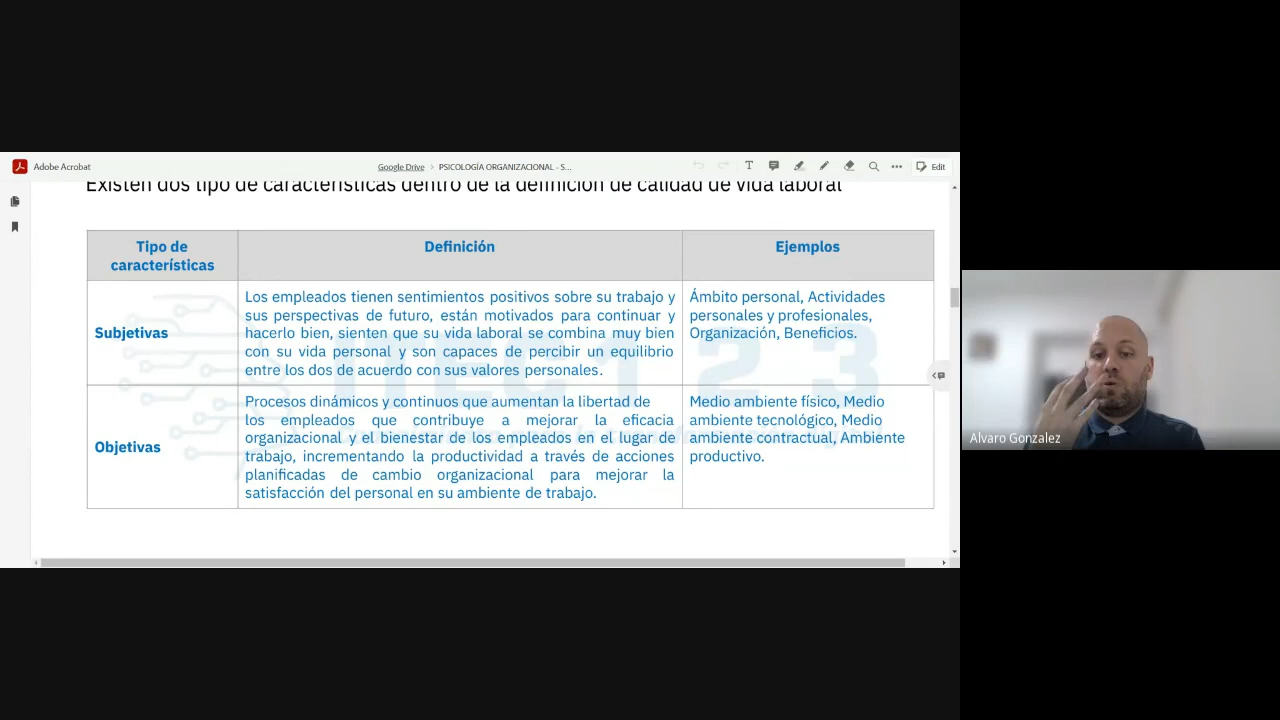 Adobe Acrobat
Google Drive > PSICOLOGÍA ORGANIZACIONAL - S...
Edit
Existen dos tipo de características dentro de la definición de calidad de vida laboral
Tipo de
características
Definición
Ejemplos
Subjetivas
Los empleados tienen sentimientos positivos sobre su trabajo y
sus perspectivas de futuro, están motivados para continuar y
hacerlo bien, sienten que su vida laboral se combina muy bien
con su vida personal y son capaces de percibir un equilibrio
entre los dos de acuerdo con sus valores personales.
Ámbito personal, Actividades
personales y profesionales,
Organización, Beneficios.
Objetivas
Procesos dinámicos y continuos que aumentan la libertad de
los empleados que contribuye a mejorar la eficacia
organizacional y el bienestar de los empleados en el lugar de
trabajo, incrementando la productividad a través de acciones
planificadas de cambio organizacional para mejorar la
satisfacción del personal en su ambiente de trabajo.
Medio ambiente físico, Medio
ambiente tecnológico, Medio
ambiente contractual, Ambiente
productivo.
Alvaro Gonzalez